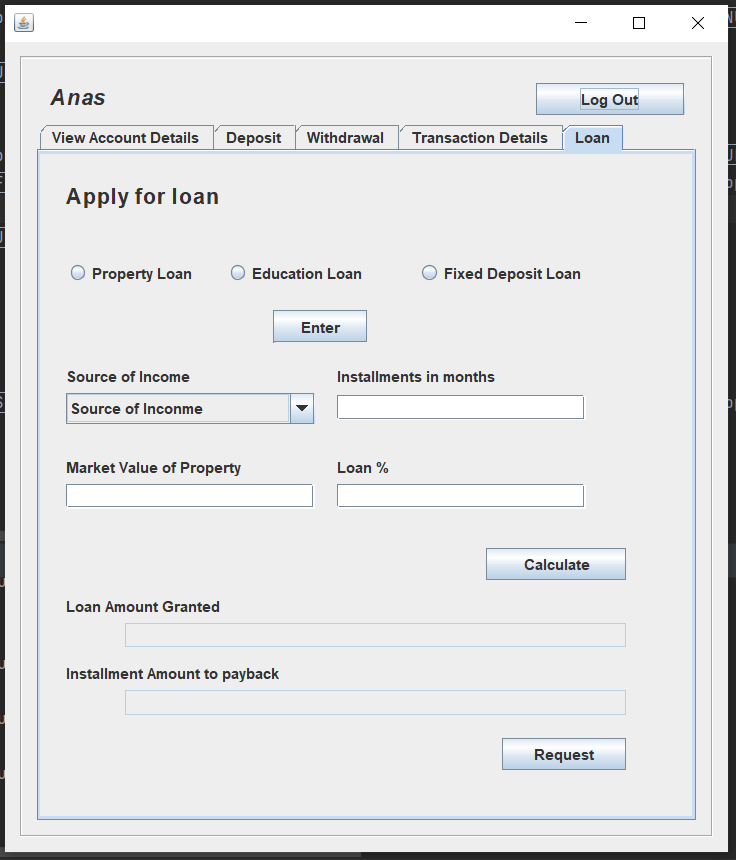 Anas
Log Out
View Account Details Deposit Withdrawal Transaction Details Loan
Apply for loan
Property Loan Education Loan Fixed Deposit Loan
Enter
Source of Income Installments in months
Source of Inconme
Market Value of Property Loan %
Calculate
Loan Amount Granted
Installment Amount to payback
Request